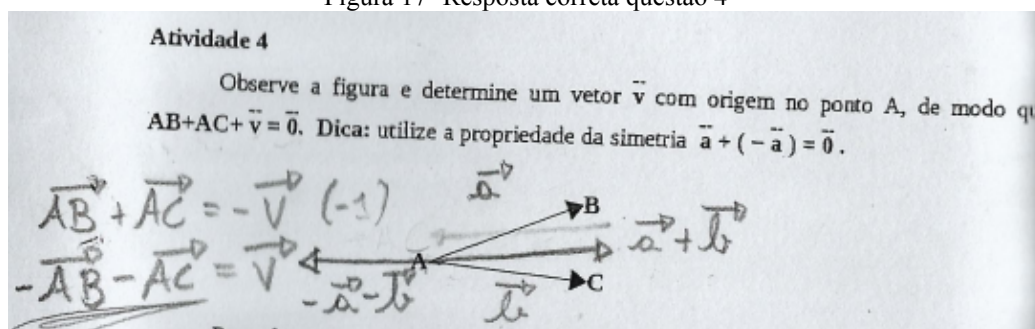 Figura 17- Resposta correta questão 4
Atividade 4
Observe a figura e determine um vetor v⃗ com origem no ponto A, de modo qu
AB+AC+ v⃗ = 0⃗. Dica: utilize a propriedade da simetria a⃗ + ( − a⃗ ) = 0⃗ .
AB⃗ + AC⃗ = -V⃗ (-1)
a⃗
B
a⃗ + b⃗
-AB⃗ - AC⃗ = V⃗
A
-a⃗ - b⃗
b⃗
C